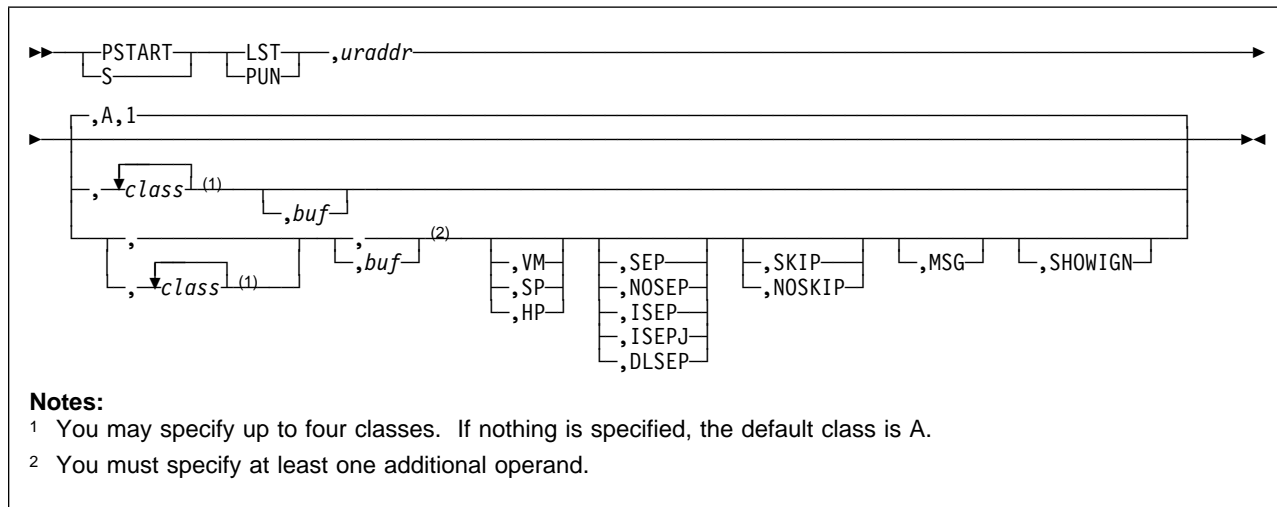 PSTART LST ,uraddr
S PUN
,A,1
, class (1)
,buf
, , (2)
,buf ,VM ,SEP ,SKIP ,MSG ,SHOWIGN
, class (1) ,SP ,NOSEP ,NOSKIP
,HP ,ISEP
,ISEPJ
,DLSEP
Notes:
1 You may specify up to four classes. If nothing is specified, the default class is A.
2 You must specify at least one additional operand.